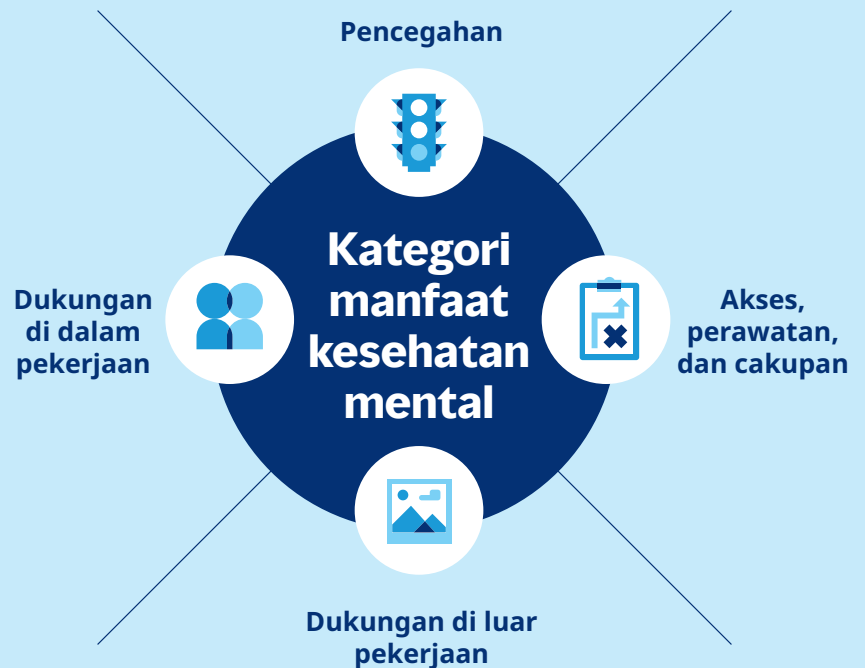 Pencegahan
Kategori
manfaat
kesehatan
mental
Dukungan
di dalam
pekerjaan
Akses,
perawatan,
dan cakupan
Dukungan di luar
pekerjaan